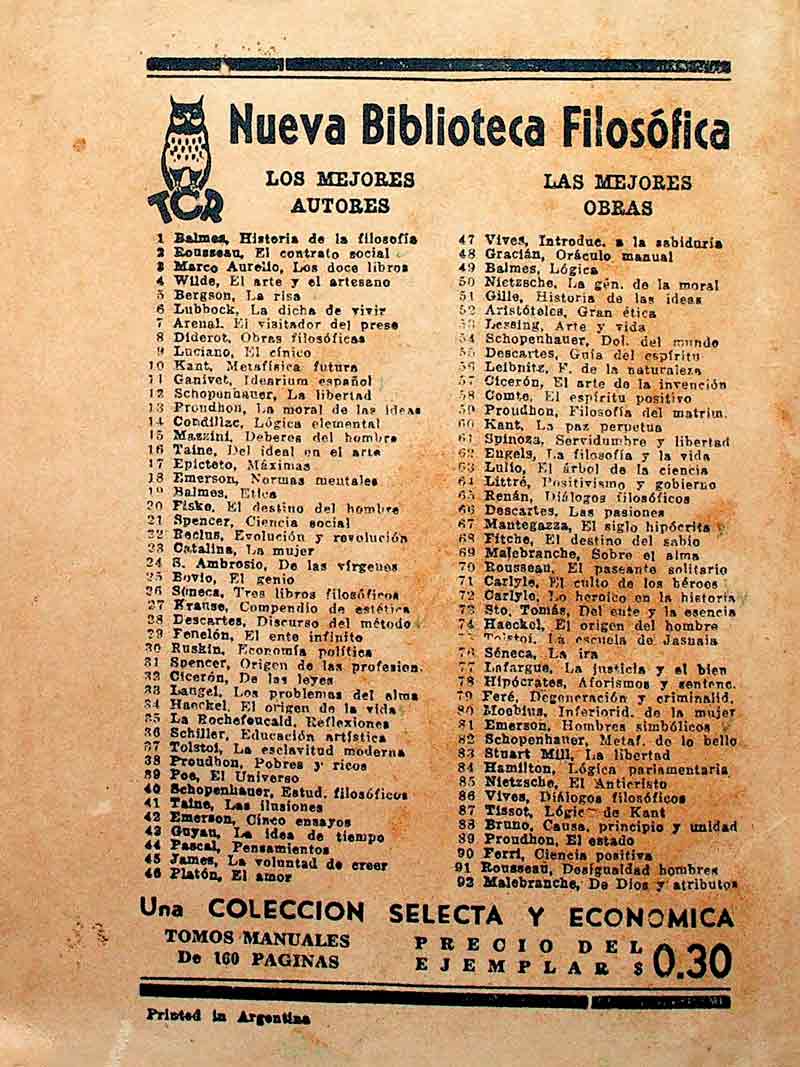 Nueva Biblioteca Filosófica
TCR
LOS MEJORES
AUTORES
1 Balmes, Historia de la filosofía
2 Rousseau, El contrato social
3 Marco Aurelio, Los doce libros
4 Wilde, El arte y el artesano
5 Bergson, La risa
6 Lubbock, La dicha de vivir
7 Arenal. El visitador del preso
8 Diderot, Obras filosóficas
9 Luciano, El cínico
10 Kant, Metafísica futura
11 Ganivet, Idearium español
12 Schopenhauer, La libertad
13 Proudhon, La moral de las ideas
14 Condillac, Lógica elemental
15 Mazzini, Deberes del hombre
16 Taine, Del ideal en el arte
17 Epicteto, Máximas
18 Emerson, Normas mentales
19 Balmes, Etica
20 Fiske, El destino del hombre
21 Spencer, Ciencia social
22 Reclus, Evolución y revolución
23 Catalina, La mujer
24 S. Ambrosio, De las vírgenes
25 Bovio, El genio
26 Séneca, Tres libros filosóficos
27 Krause, Compendio de estética
28 Descartes, Discurso del método
29 Fenelón, El ente infinito
30 Ruskin, Economía política
31 Spencer, Origen de las profesion.
32 Cicerón, De las leyes
33 Laugel, Los problemas del alma
34 Haeckel, El origen de la vida
35 La Rochefoucald, Reflexiones
36 Schiller, Educación artística
37 Tolstoi, La esclavitud moderna
38 Proudhon, Pobres y ricos
39 Poe, El Universo
40 Schopenhauer, Estud. filosóficos
41 Taine, Las ilusiones
42 Emerson, Cinco ensayos
43 Guyau, La idea de tiempo
44 Pascal, Pensamientos
45 James, La voluntad de creer
46 Platón, El amor
LAS MEJORES
OBRAS
47 Vives, Introduc. a la sabiduría
48 Gracián, Oráculo manual
49 Balmes, Lógica
50 Nietzsche, La gén. de la moral
51 Gille, Historia de las ideas
52 Aristóteles, Gran ética
53 Lessing, Arte y vida
54 Schopenhauer, Dol. del mundo
55 Descartes, Guía del espíritu
56 Leibnitz, F. de la naturaleza
57 Cicerón, El arte de la invención
58 Comte, El espíritu positivo
59 Proudhon, Filosofía del matrim.
60 Kant, La paz perpetua
61 Spinoza, Servidumbre y libertad
62 Engels, La filosofía y la vida
63 Lulio, El árbol de la ciencia
64 Littré, Positivismo y gobierno
65 Renán, Diálogos filosóficos
66 Descartes, Las pasiones
67 Mantegazza, El siglo hipócrita
68 Fitche, El destino del sabio
69 Malebranche, Sobre el alma
70 Rousseau, El paseante solitario
71 Carlyle, El culto de los héroes
72 Carlyle, Lo heroico en la historia
73 Sto. Tomás, Del ente y la esencia
74 Haeckel, El origen del hombre
Tolstoi, La escuela de Jasnaia
76 Séneca, La ira
77 Lafargue, La justicia y el bien
78 Hipócrates, Aforismos y sentenc.
79 Feré, Degeneración y criminalid.
80 Moebius, Inferiorid. de la mujer
81 Emerson, Hombres simbólicos
82 Schopenhauer, Metaf. de lo bello
83 Stuart Mill, La libertad
84 Hamilton, Lógica parlamentaria
85 Nietzsche, El Anticristo
86 Vives, Diálogos filosóficos
87 Tissot, Lógic de Kant
88 Bruno, Causa, principio y unidad
89 Proudhon, El estado
90 Ferri, Ciencia positiva
91 Rousseau, Desigualdad hombres
92 Malebranche, De Dios y atributos
Una COLECCION SELECTA Y ECONOMICA
TOMOS MANUALES
De 160 PAGINAS
PRECIO DEL
EJEMPLAR $ 0.30
Printed in Argentina